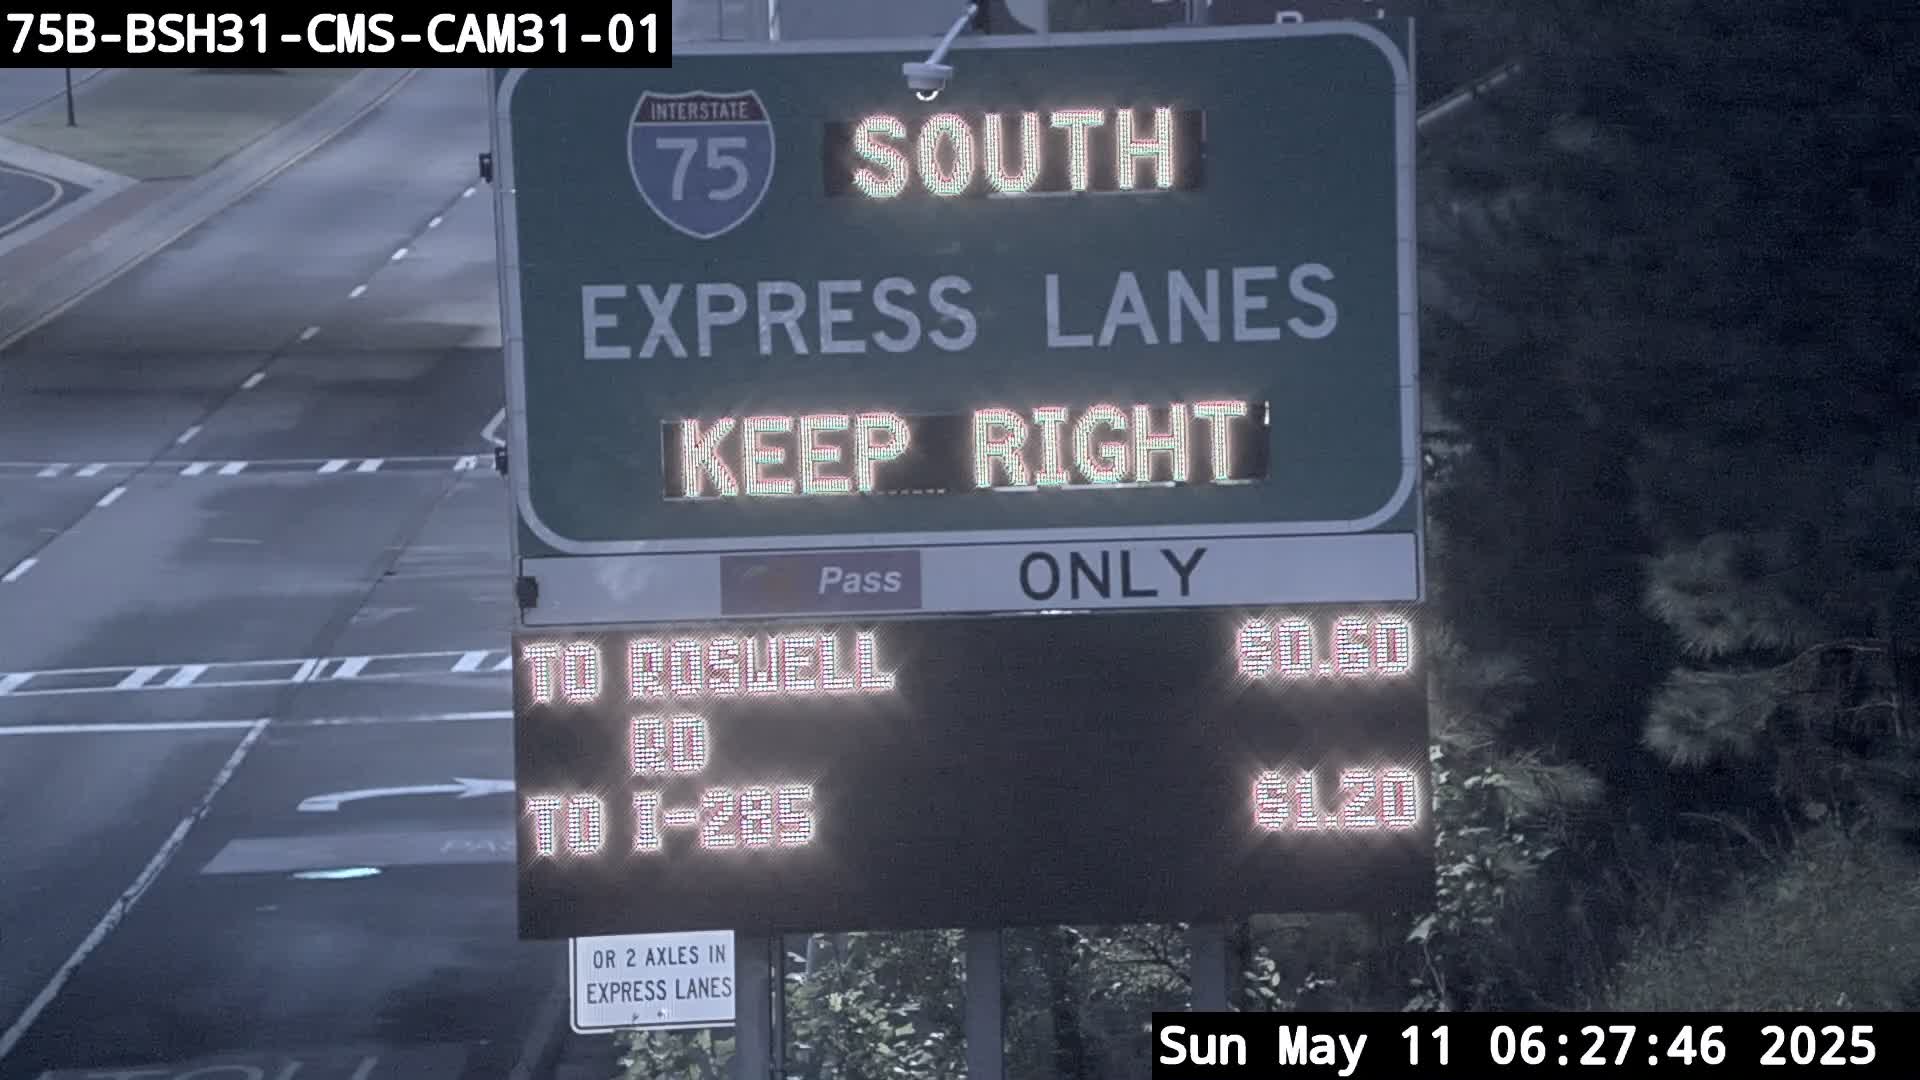 75B-BSH31-CMS-CAM31-01
INTERSTATE
75
SOUTH
EXPRESS LANES
KEEP RIGHT
Pass ONLY
TO ROSWELL $0.60
RD
TO I-285 $1.20
OR 2 AXLES IN
EXPRESS LANES
Sun May 11 06:27:46 2025